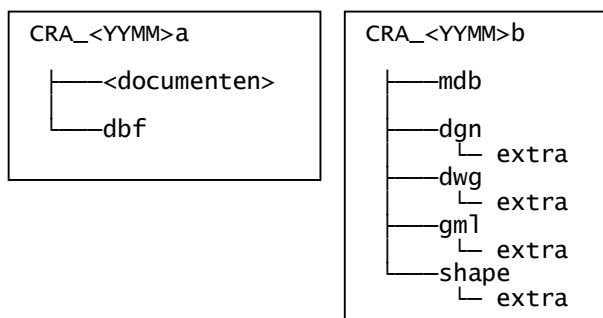 CRA_<YYMM>a
<documenten>
dbf
CRA_<YYMM>b
mdb
dgn
extra
dwg
extra
gml
extra
shape
extra